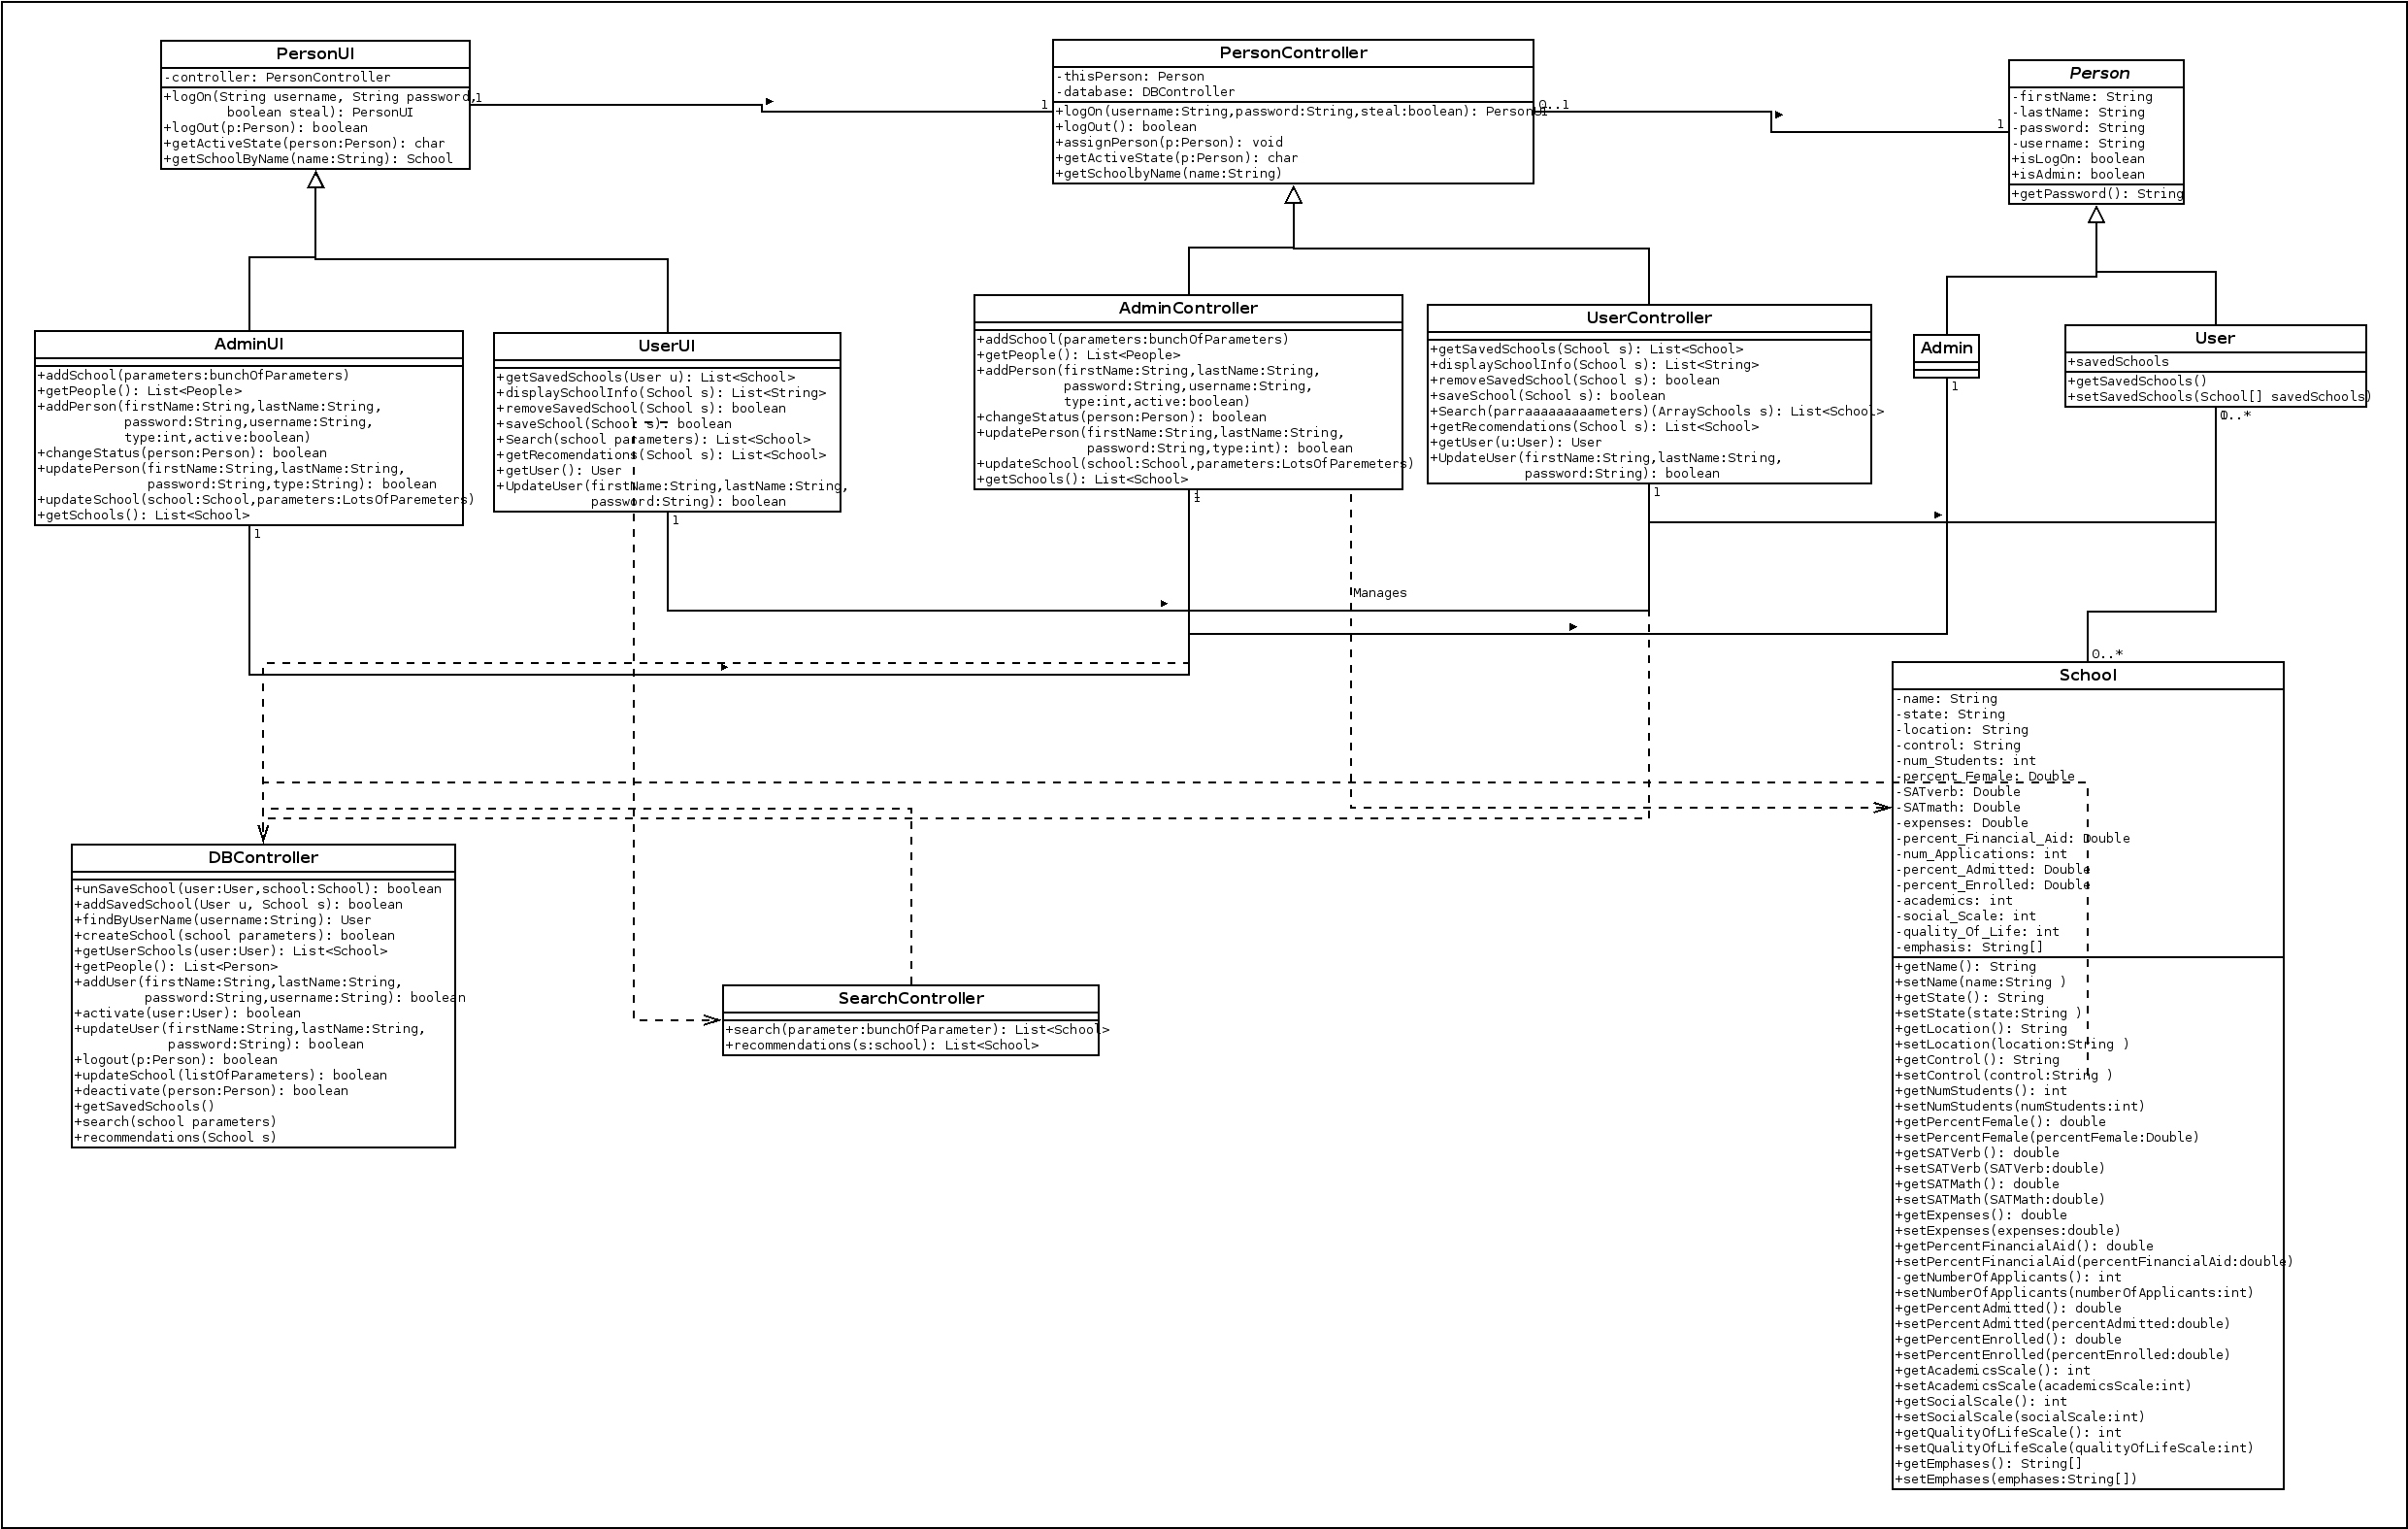 PersonUI
-controller: PersonController
+logOn(String username, String password,
boolean steal): PersonUI
+logOut(p:Person): boolean
+getActiveState(person:Person): char
+getSchoolByName(name:String): School
1
1
PersonController
-thisPerson: Person
-database: DBController
+logOn(username:String,password:String,steal:boolean): PersonUI
+logOut(): boolean
+assignPerson(p:Person): void
+getActiveState(p:Person): char
+getSchoolbyName(name:String)
0..1
1
Person
-firstName: String
-lastName: String
-password: String
-username: String
+isLogOn: boolean
+isAdmin: boolean
+getPassword(): String
AdminUI
+addSchool(parameters:bunchOfParameters)
+getPeople(): List<People>
+addPerson(firstName:String,lastName:String,
password:String,username:String,
type:int,active:boolean)
+changeStatus(person:Person): boolean
+updatePerson(firstName:String,lastName:String,
password:String,type:String): boolean
+updateSchool(school:School,parameters:LotsOfParemeters)
+getSchools(): List<School>
1
UserUI
+getSavedSchools(User u): List<School>
+displaySchoolInfo(School s): List<String>
+removeSavedSchool(School s): boolean
+saveSchool(School s): boolean
+Search(school parameters): List<School>
+getRecomendations(School s): List<School>
+getUser(): User
+UpdateUser(firstName:String,lastName:String,
password:String): boolean
1
AdminController
+addSchool(parameters:bunchOfParameters)
+getPeople(): List<People>
+addPerson(firstName:String,lastName:String,
password:String,username:String,
type:int,active:boolean)
+changeStatus(person:Person): boolean
+updatePerson(firstName:String,lastName:String,
password:String,type:int): boolean
+updateSchool(school:School,parameters:LotsOfParemeters)
+getSchools(): List<School>
1
1
UserController
+getSavedSchools(School s): List<School>
+displaySchoolInfo(School s): List<String>
+removeSavedSchool(School s): boolean
+saveSchool(School s): boolean
+Search(parraaaaaaaaameters)(ArraySchools s): List<School>
+getRecomendations(School s): List<School>
+getUser(u:User): User
+UpdateUser(firstName:String,lastName:String,
password:String): boolean
1
Admin
1
User
+savedSchools
+getSavedSchools()
+setSavedSchools(School[] savedSchools)
0..*
Manages
0..*
School
-name: String
-state: String
-location: String
-control: String
-num_Students: int
-percent_Female: Double
-SATverb: Double
-SATmath: Double
-expenses: Double
-percent_Financial_Aid: Double
-num_Applications: int
-percent_Admitted: Double
-percent_Enrolled: Double
-academics: int
-social_Scale: int
-quality_Of_Life: int
-emphasis: String[]
+getName(): String
+setName(name:String )
+getState(): String
+setState(state:String )
+getLocation(): String
+setLocation(location:String )
+getControl(): String
+setControl(control:String )
+getNumStudents(): int
+setNumStudents(numStudents:int)
+getPercentFemale(): double
+setPercentFemale(percentFemale:Double)
+getSATVerb(): double
+setSATVerb(SATVerb:double)
+getSATMath(): double
+setSATMath(SATMath:double)
+getExpenses(): double
+setExpenses(expenses:double)
+getPercentFinancialAid(): double
+setPercentFinancialAid(percentFinancialAid:double)
-getNumberOfApplicants(): int
+setNumberOfApplicants(numberOfApplicants:int)
+getPercentAdmitted(): double
+setPercentAdmitted(percentAdmitted:double)
+getPercentEnrolled(): double
+setPercentEnrolled(percentEnrolled:double)
+getAcademicsScale(): int
+setAcademicsScale(academicsScale:int)
+getSocialScale(): int
+setSocialScale(socialScale:int)
+getQualityOfLifeScale(): int
+setQualityOfLifeScale(qualityOfLifeScale:int)
+getEmphases(): String[]
+setEmphases(emphases:String[])
DBController
+unSaveSchool(user:User,school:School): boolean
+addSavedSchool(User u, School s): boolean
+findByUserName(username:String): User
+createSchool(school parameters): boolean
+getUserSchools(user:User): List<School>
+getPeople(): List<Person>
+addUser(firstName:String,lastName:String,
password:String,username:String): boolean
+activate(user:User): boolean
+updateUser(firstName:String,lastName:String,
password:String): boolean
+logout(p:Person): boolean
+updateSchool(listOfParameters): boolean
+deactivate(person:Person): boolean
+getSavedSchools()
+search(school parameters)
+recommendations(School s)
SearchController
+search(parameter:bunchOfParameter): List<School>
+recommendations(s:school): List<School>